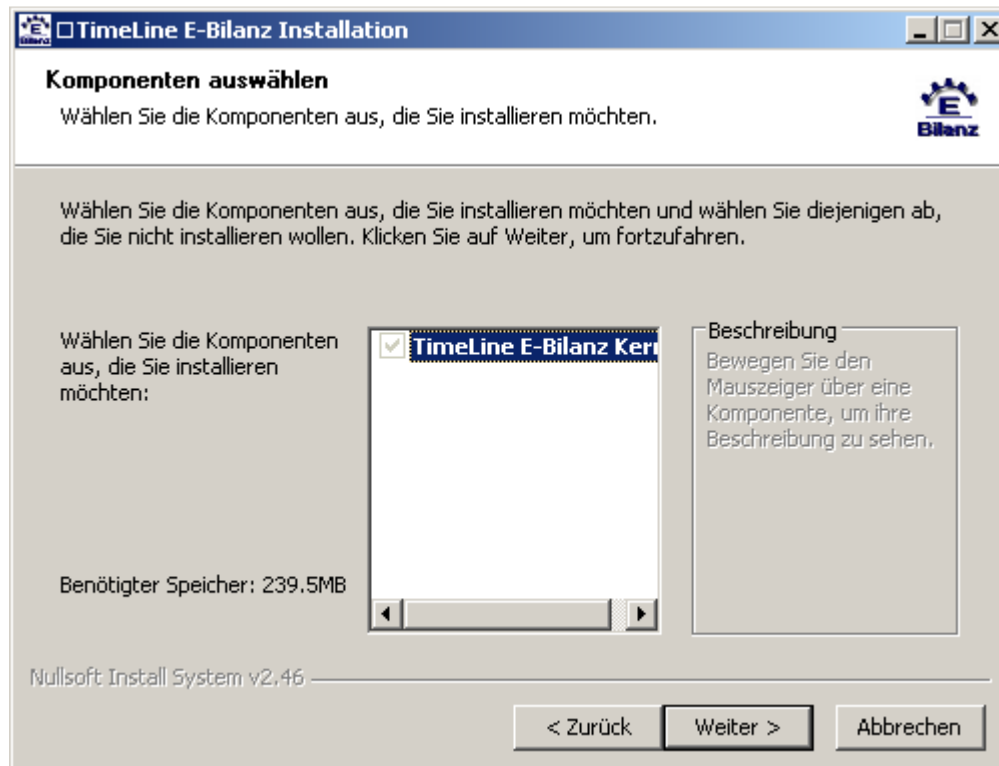 TimeLine E-Bilanz Installation
Komponenten auswählen
Wählen Sie die Komponenten aus, die Sie installieren möchten.
E
Bilanz
Wählen Sie die Komponenten aus, die Sie installieren möchten und wählen Sie diejenigen ab,
die Sie nicht installieren wollen. Klicken Sie auf Weiter, um fortzufahren.
Wählen Sie die Komponenten
aus, die Sie installieren
möchten:
TimeLine E-Bilanz Kern
Beschreibung
Bewegen Sie den
Mauszeiger über eine
Komponente, um ihre
Beschreibung zu sehen.
Benötigter Speicher: 239.5MB
Nullsoft Install System v2.46
< Zurück
Weiter >
Abbrechen